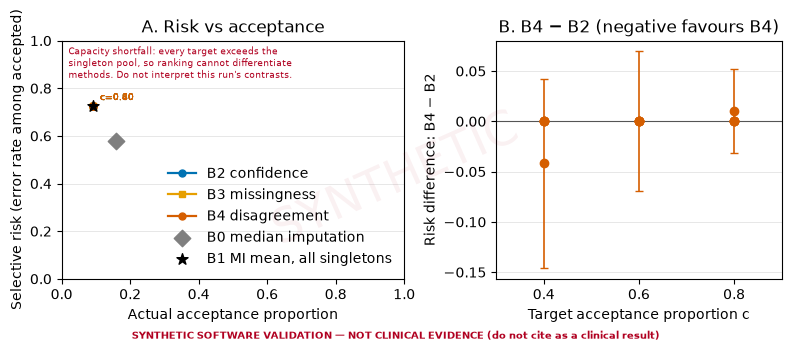 A. Risk vs acceptance
Selective risk (error rate among accepted)
1.0
0.8
0.6
0.4
0.2
0.0
Capacity shortfall: every target exceeds the
singleton pool, so ranking cannot differentiate
methods. Do not interpret this run's contrasts.
B2 confidence
B3 missingness
B4 disagreement
B0 median imputation
B1 MI mean, all singletons
0.0 0.2 0.4 0.6 0.8 1.0
Actual acceptance proportion
B. B4 − B2 (negative favours B4)
Risk difference: B4 − B2
0.05
0.00
−0.05
−0.10
−0.15
0.4 0.6 0.8
Target acceptance proportion c
SYNTHETIC
SYNTHETIC SOFTWARE VALIDATION — NOT CLINICAL EVIDENCE (do not cite as a clinical result)